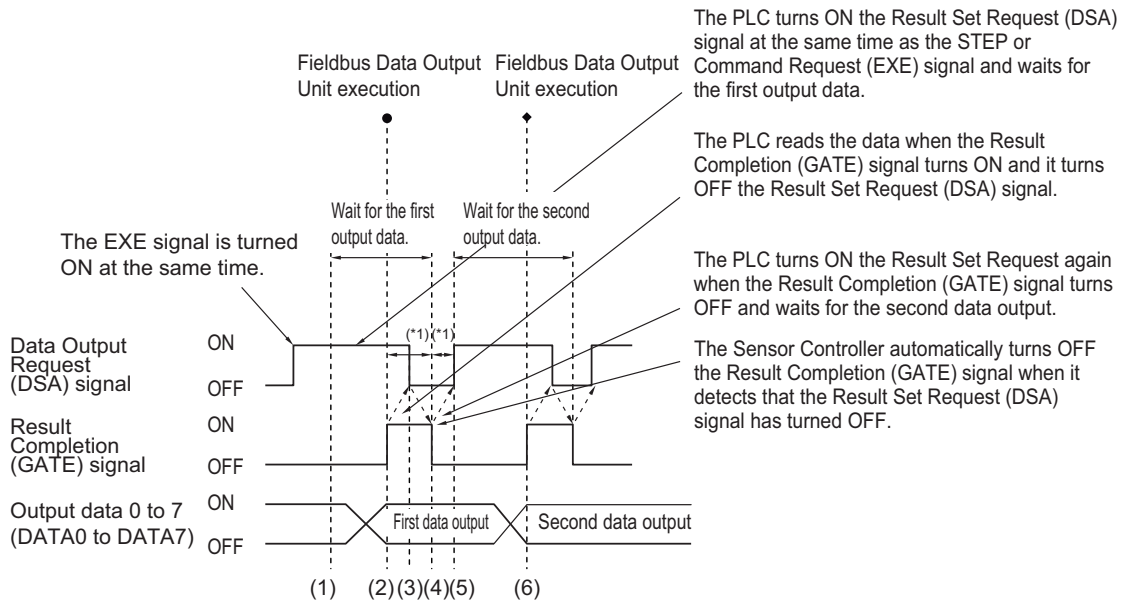 The PLC turns ON the Result Set Request (DSA)
signal at the same time as the STEP or
Command Request (EXE) signal and waits for
the first output data.
Fieldbus Data Output
Unit execution
Fieldbus Data Output
Unit execution
The PLC reads the data when the Result
Completion (GATE) signal turns ON and it turns
OFF the Result Set Request (DSA) signal.
Wait for the first
output data.
Wait for the second
output data.
The EXE signal is turned
ON at the same time.
The PLC turns ON the Result Set Request again
when the Result Completion (GATE) signal turns
OFF and waits for the second data output.
The Sensor Controller automatically turns OFF
the Result Completion (GATE) signal when it
detects that the Result Set Request (DSA)
signal has turned OFF.
Data Output
Request
(DSA) signal
ON
OFF
(*1) (*1)
Result
Completion
(GATE) signal
ON
OFF
Output data 0 to 7
(DATA0 to DATA7)
ON
OFF
First data output
Second data output
(1) (2) (3) (4) (5) (6)